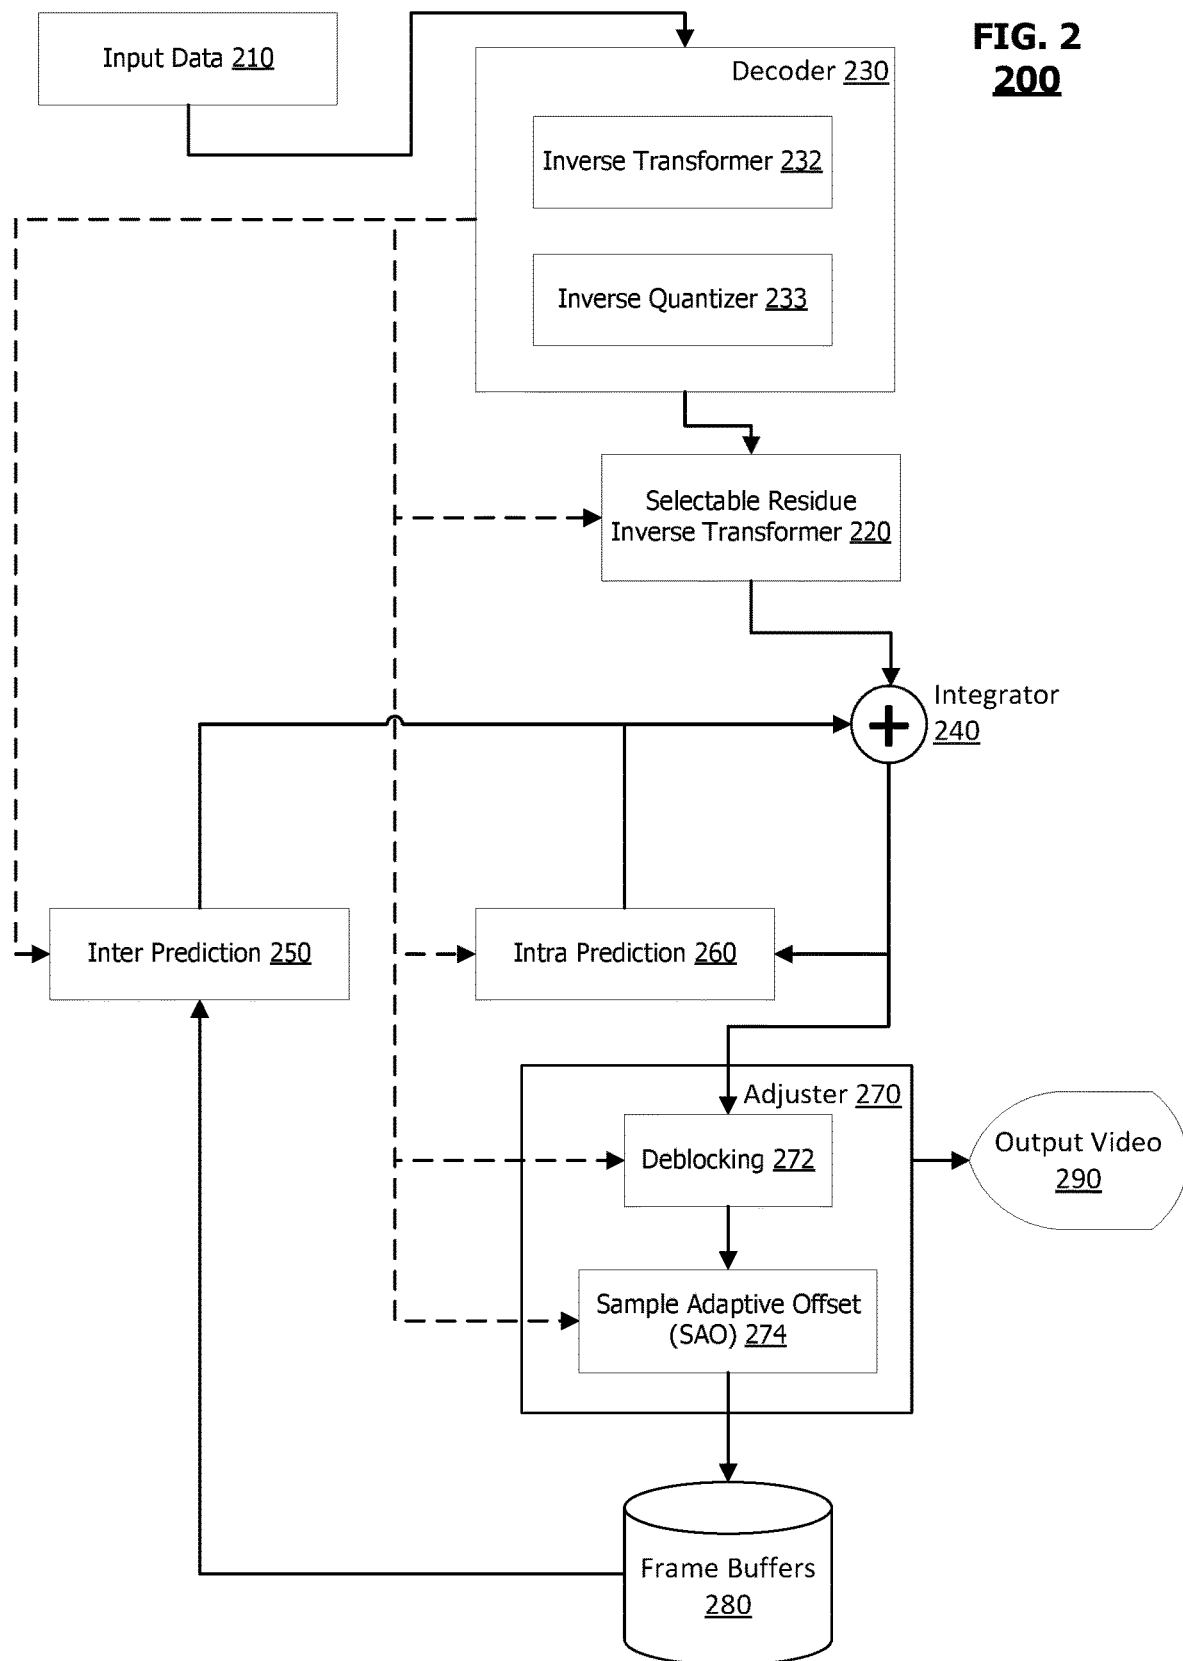 FIG. 2
200
Input Data 210
Decoder 230
Inverse Transformer 232
Inverse Quantizer 233
Selectable Residue
Inverse Transformer 220
Integrator
240
Inter Prediction 250
Intra Prediction 260
Adjuster 270
Deblocking 272
Output Video
290
Sample Adaptive Offset
(SAO) 274
Frame Buffers
280